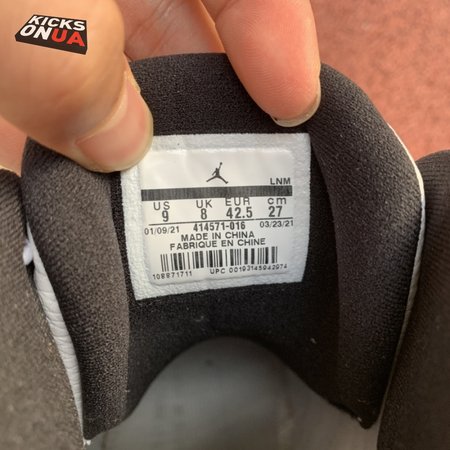 KICKS
ONUA
LNM
US UK EUR cm
9 8 42.5 27
01/09/21 414571-016 03/23/21
MADE IN CHINA
FABRIQUE EN CHINE
108871711 UPC 00193145942974